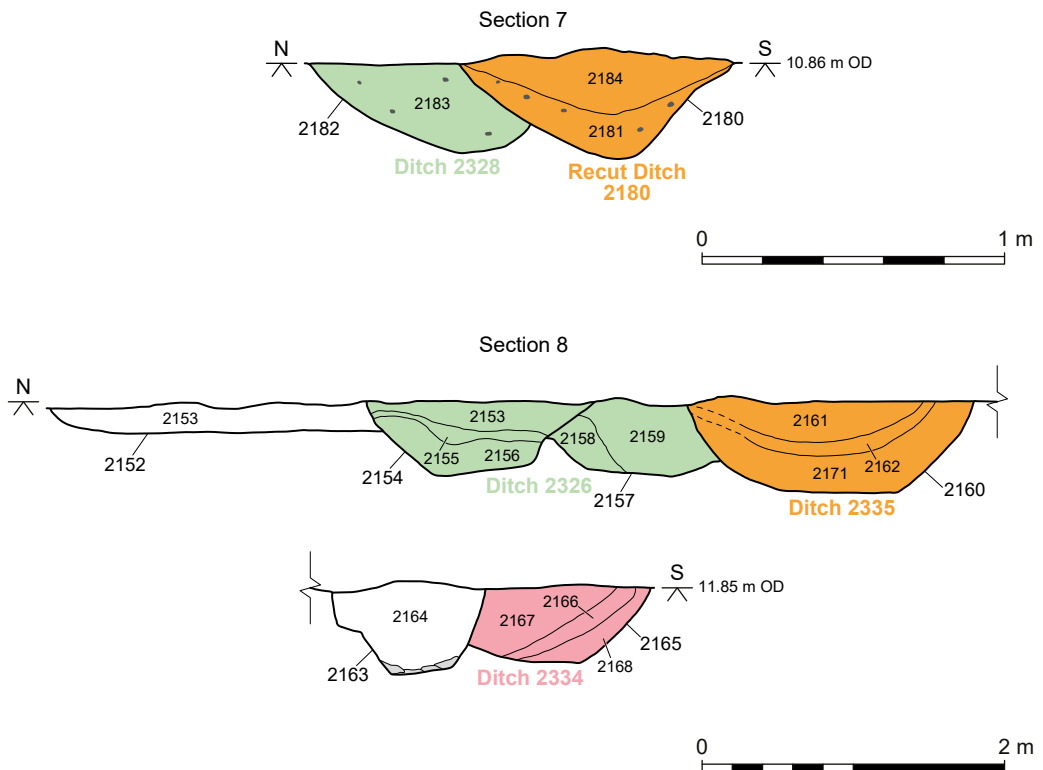 Section 7
N
S
10.86 m OD
2184
2183
2182
2181
2180
Ditch 2328
Recut Ditch
2180
0
1 m
Section 8
N
2153
2153
2161
2152
2158
2159
2155
2156
2162
2154
2171
2157
2160
Ditch 2326
Ditch 2335
S
11.85 m OD
2164
2166
2167
2165
2163
2168
Ditch 2334
0
2 m